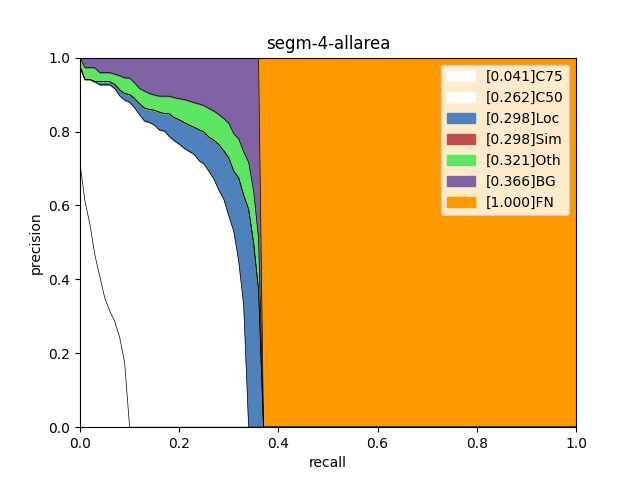 segm-4-allarea
1.0
0.8
0.6
0.4
0.2
0.0
precision
[0.041]C75
[0.262]C50
[0.298]Loc
[0.298]Sim
[0.321]Oth
[0.366]BG
[1.000]FN
0.0 0.2 0.4 0.6 0.8 1.0
recall